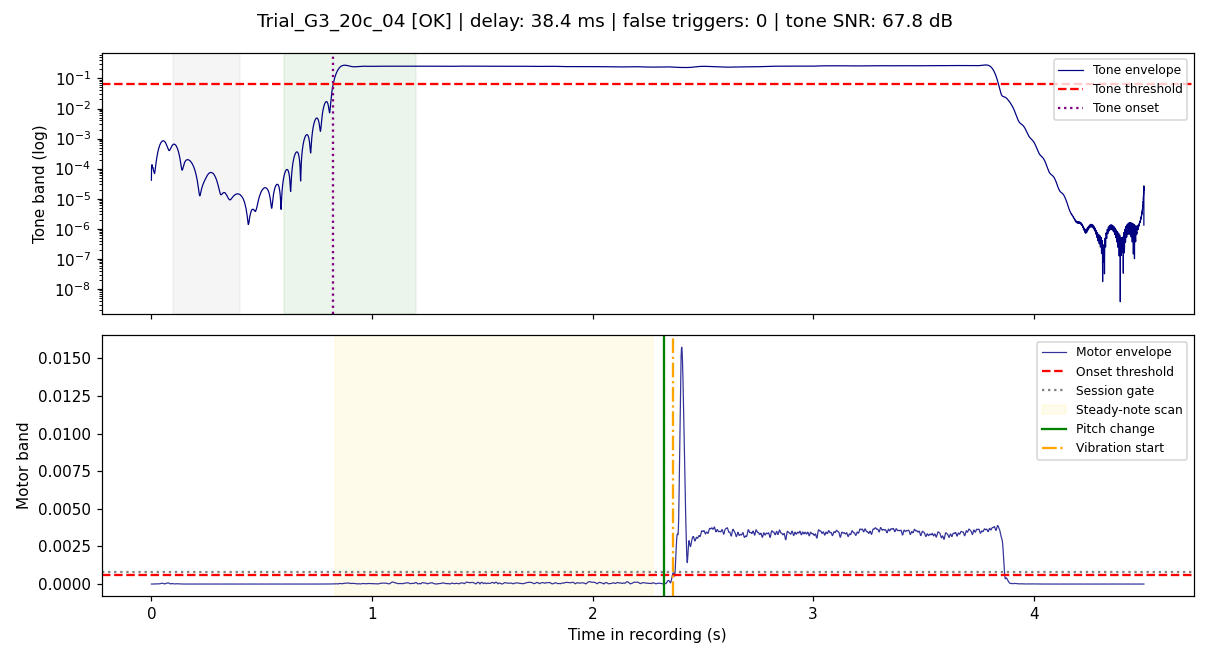 Trial_G3_20c_04 [OK] | delay: 38.4 ms | false triggers: 0 | tone SNR: 67.8 dB
Tone band (log)
10⁻¹
10⁻²
10⁻³
10⁻⁴
10⁻⁵
10⁻⁶
10⁻⁷
10⁻⁸
Tone envelope
Tone threshold
Tone onset
Motor band
0.0150
0.0125
0.0100
0.0075
0.0050
0.0025
0.0000
Motor envelope
Onset threshold
Session gate
Steady-note scan
Pitch change
Vibration start
0 1 2 3 4
Time in recording (s)